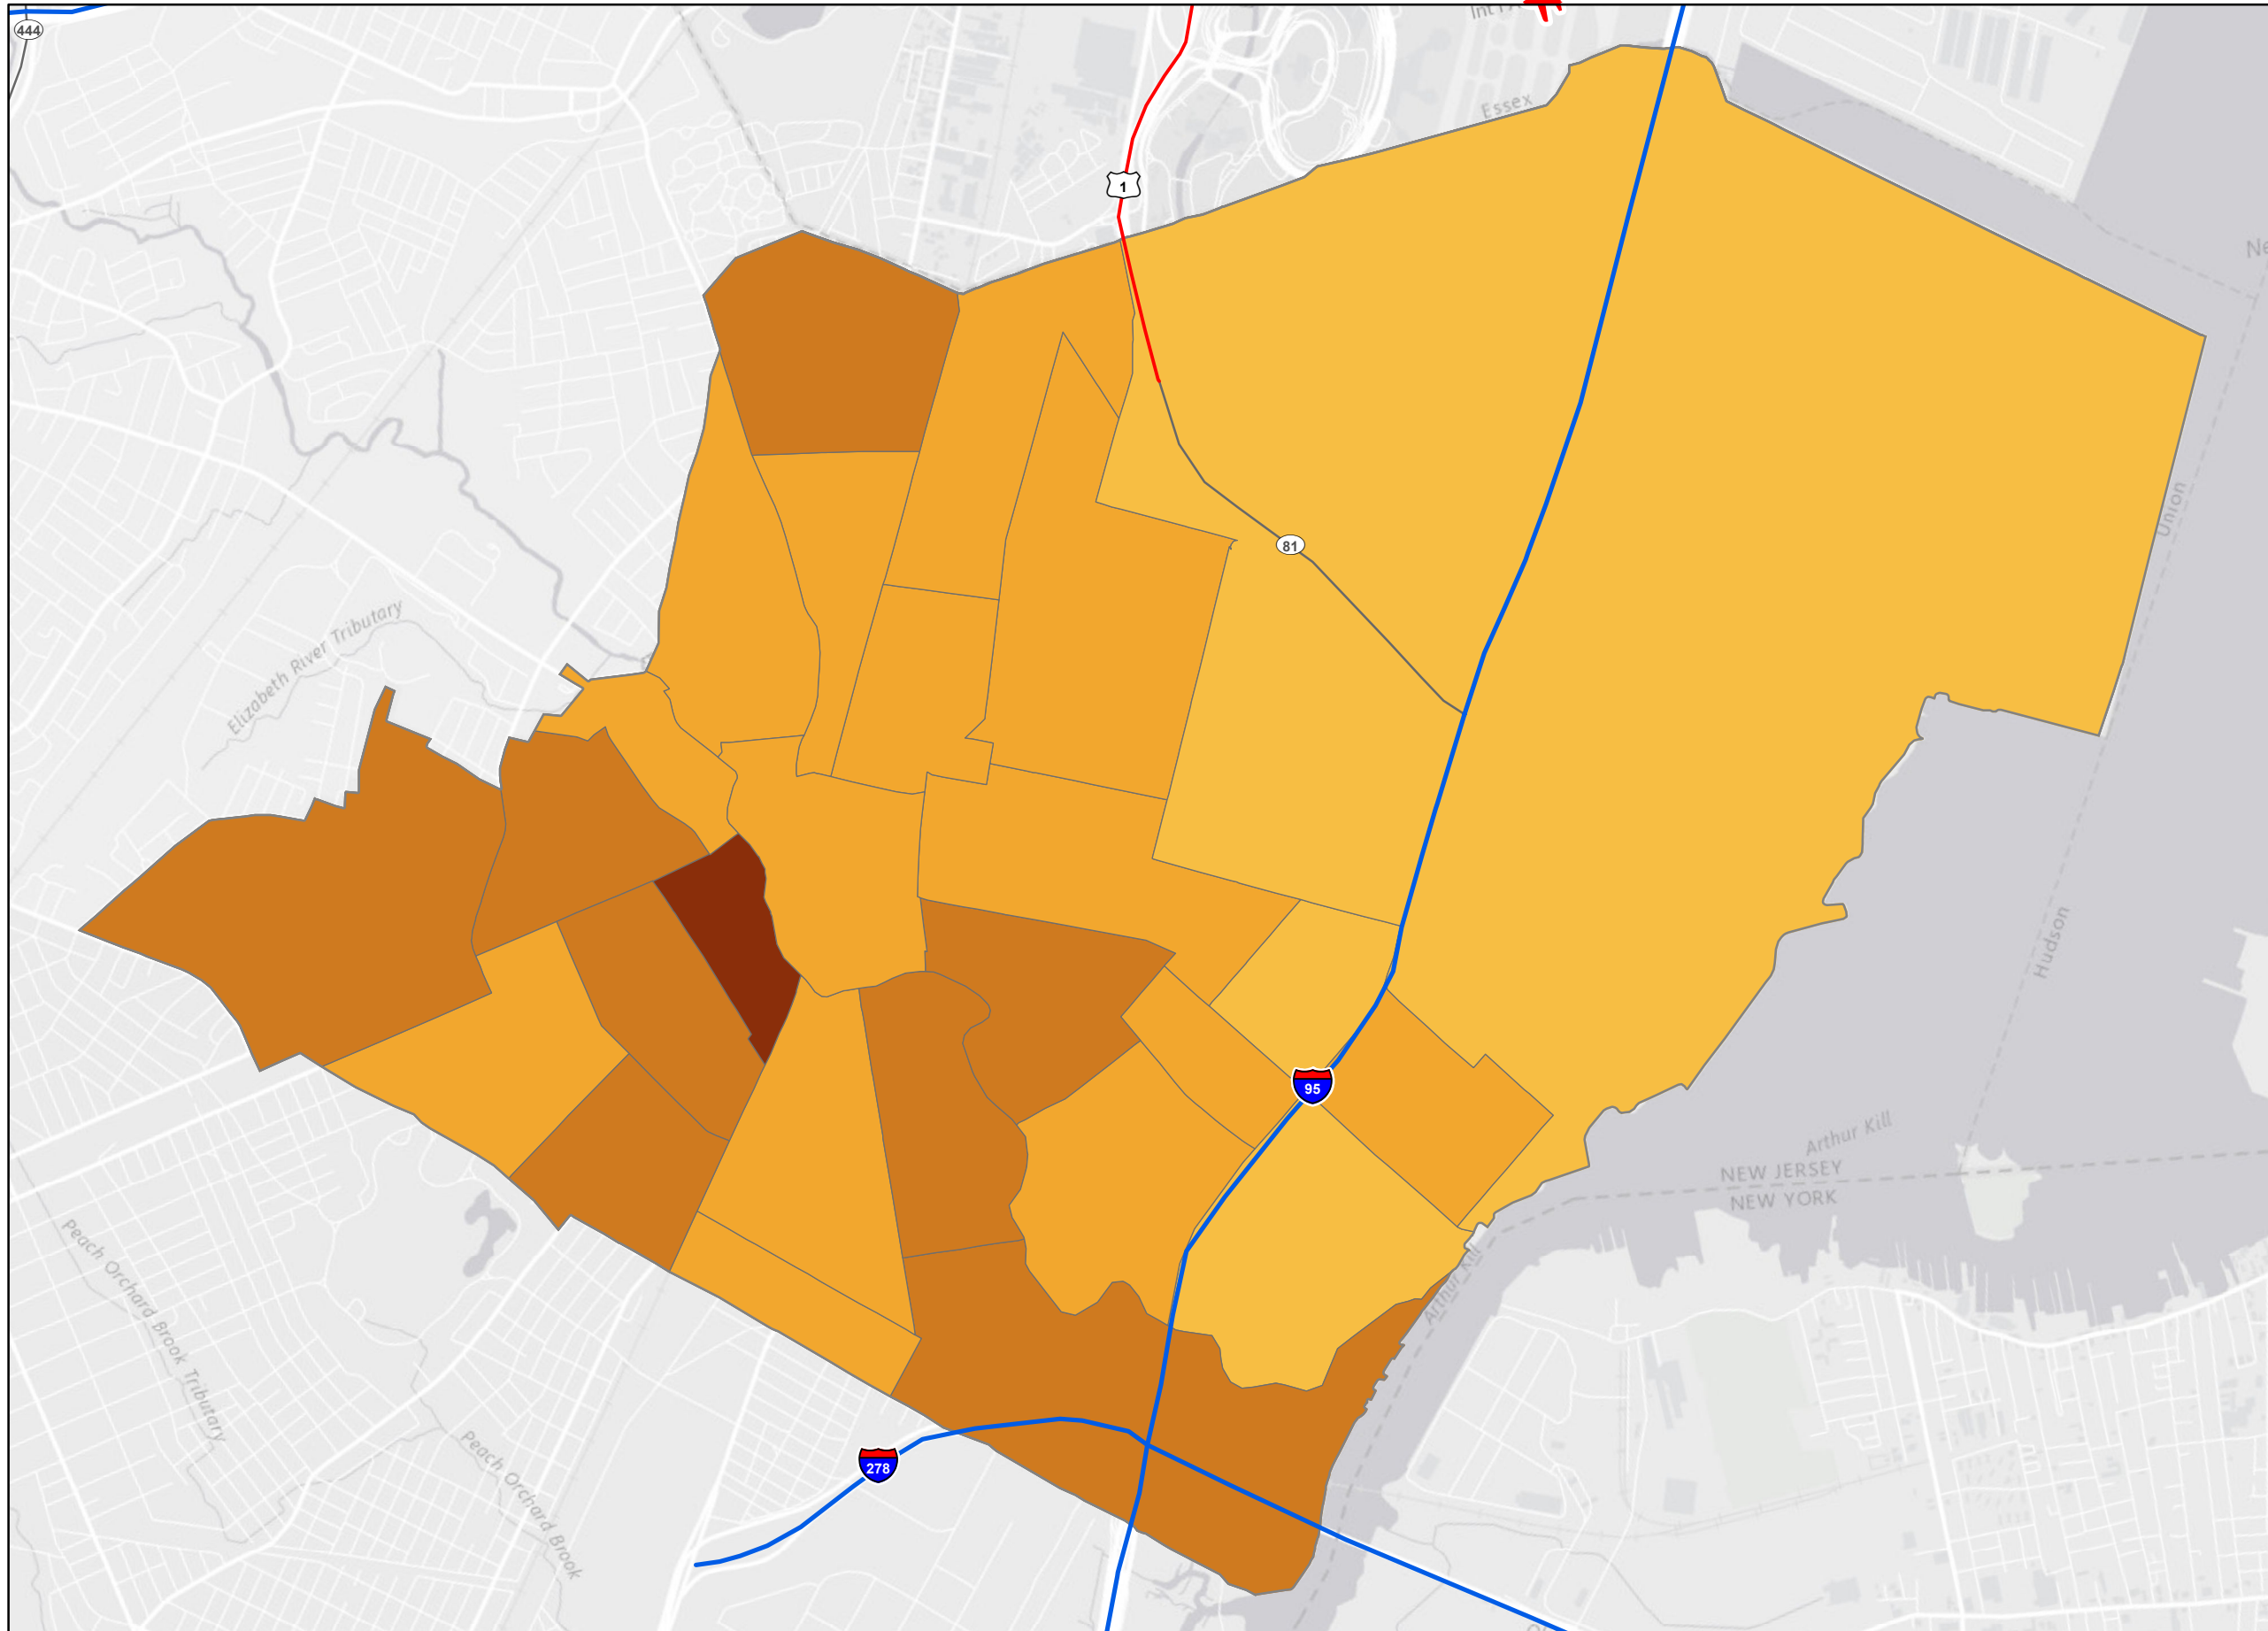 444
Int'l A
Essex
1
Ne
Union
81
Elizabeth River Tributary
Hudson
95
Arthur Kill
NEW JERSEY
NEW YORK
Arthur Kill
Peach Orchard Brook Tributary
Peach Orchard Brook
278